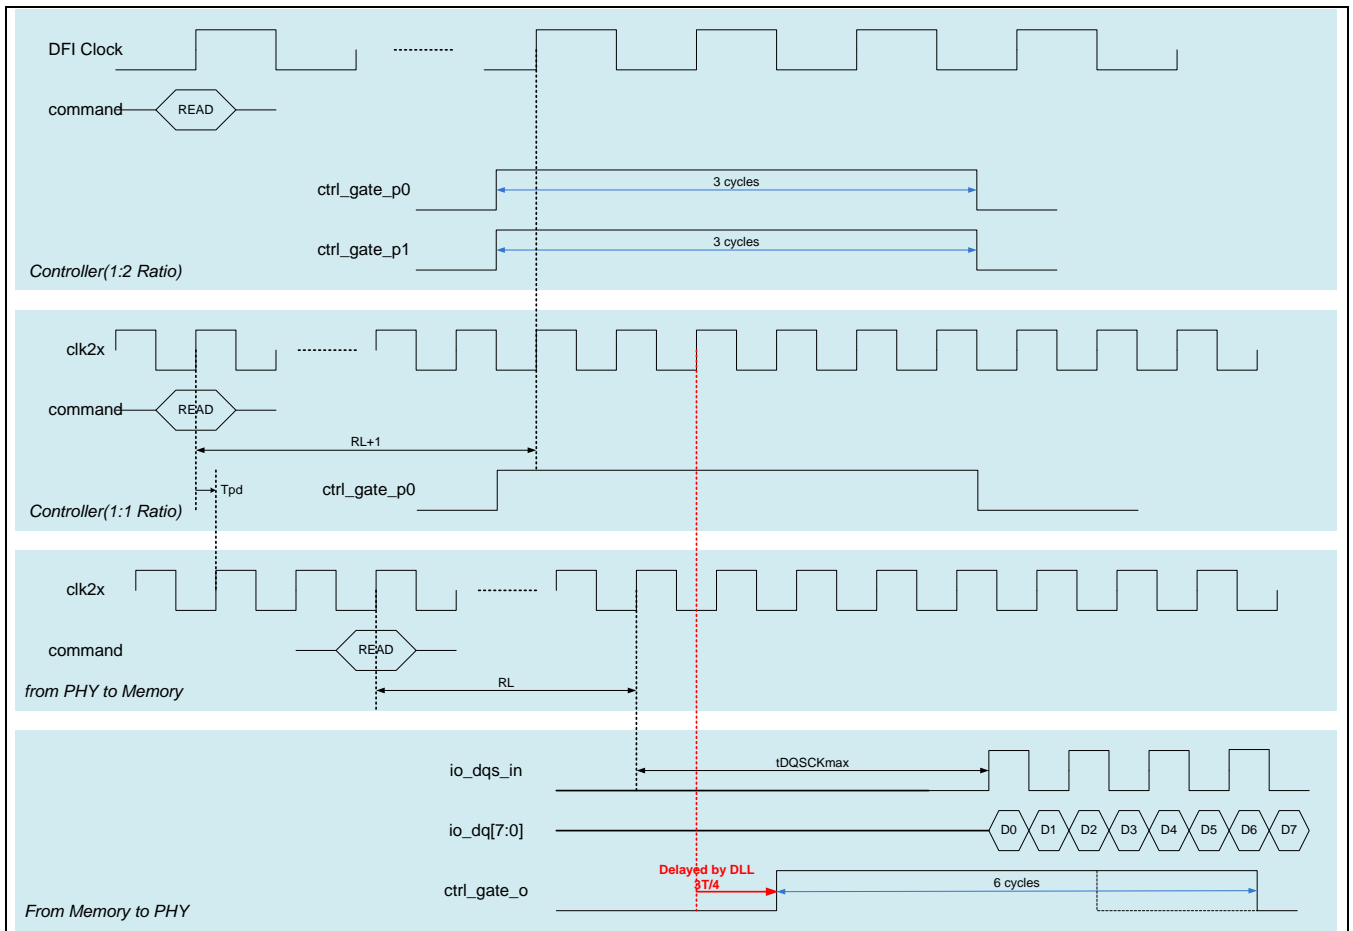 DFI Clock
command
READ
ctrl_gate_p0
3 cycles
ctrl_gate_p1
3 cycles
Controller(1:2 Ratio)
clk2x
command
READ
RL+1
Tpd
ctrl_gate_p0
Controller(1:1 Ratio)
clk2x
command
READ
RL
from PHY to Memory
io_dqs_in
tDQSCKmax
io_dq[7:0]
D0 D1 D2 D3 D4 D5 D6 D7
Delayed by DLL
3T/4
ctrl_gate_o
6 cycles
From Memory to PHY